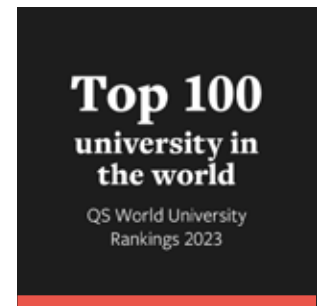 Top 100
university in
the world
QS World University
Rankings 2023